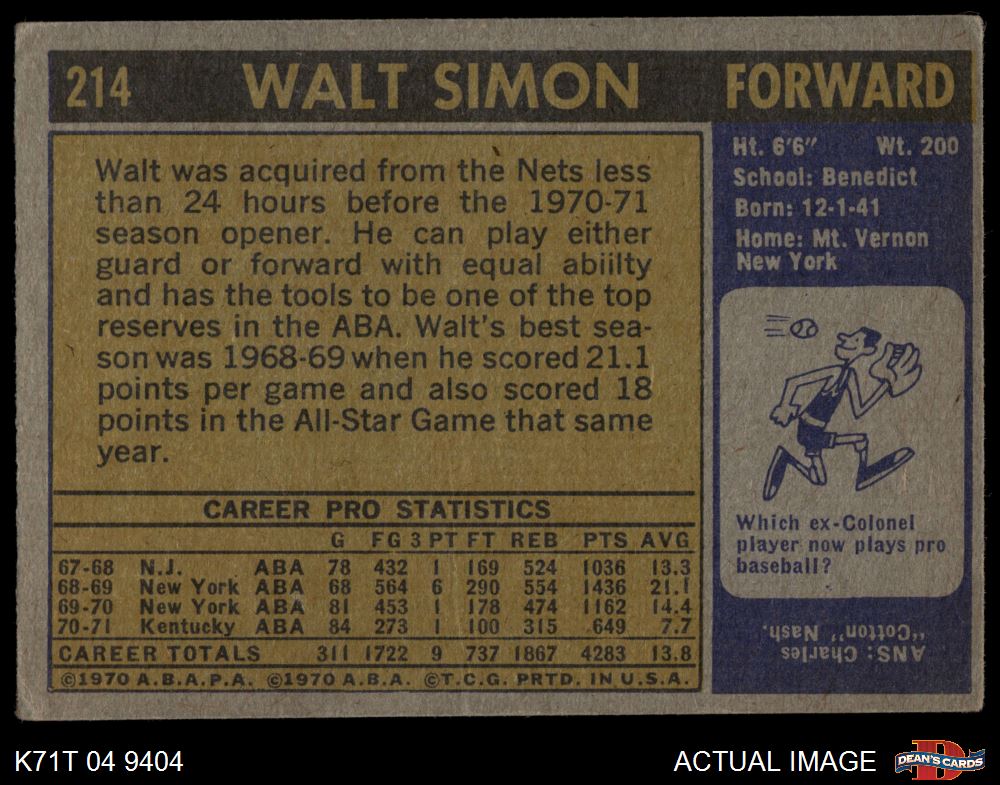 214 WALT SIMON FORWARD
Walt was acquired from the Nets less
than 24 hours before the 1970-71
season opener. He can play either
guard or forward with equal abiilty
and has the tools to be one of the top
reserves in the ABA. Walt's best sea-
son was 1968-69 when he scored 21.1
points per game and also scored 18
points in the All-Star Game that same
year.
CAREER PRO STATISTICS
G FG 3 PT FT REB PTS AVG
67-68 N.J. ABA 78 432 1 169 524 1036 13.3
68-69 New York ABA 68 564 6 290 554 1436 21.1
69-70 New York ABA 81 453 1 178 474 1162 14.4
70-71 Kentucky ABA 84 273 1 100 315 649 7.7
CAREER TOTALS 311 1722 9 737 1867 4283 13.8
©1970 A.B.A.P.A. ©1970 A.B.A. ©T.C.G. PRTD. IN U.S.A.
Ht. 6'6" Wt. 200
School: Benedict
Born: 12-1-41
Home: Mt. Vernon
New York
Which ex-Colonel
player now plays pro
baseball?
ANS: Charles
"Cotton" Nash.
K71T 04 9404 ACTUAL IMAGE
DEAN'S CARDS